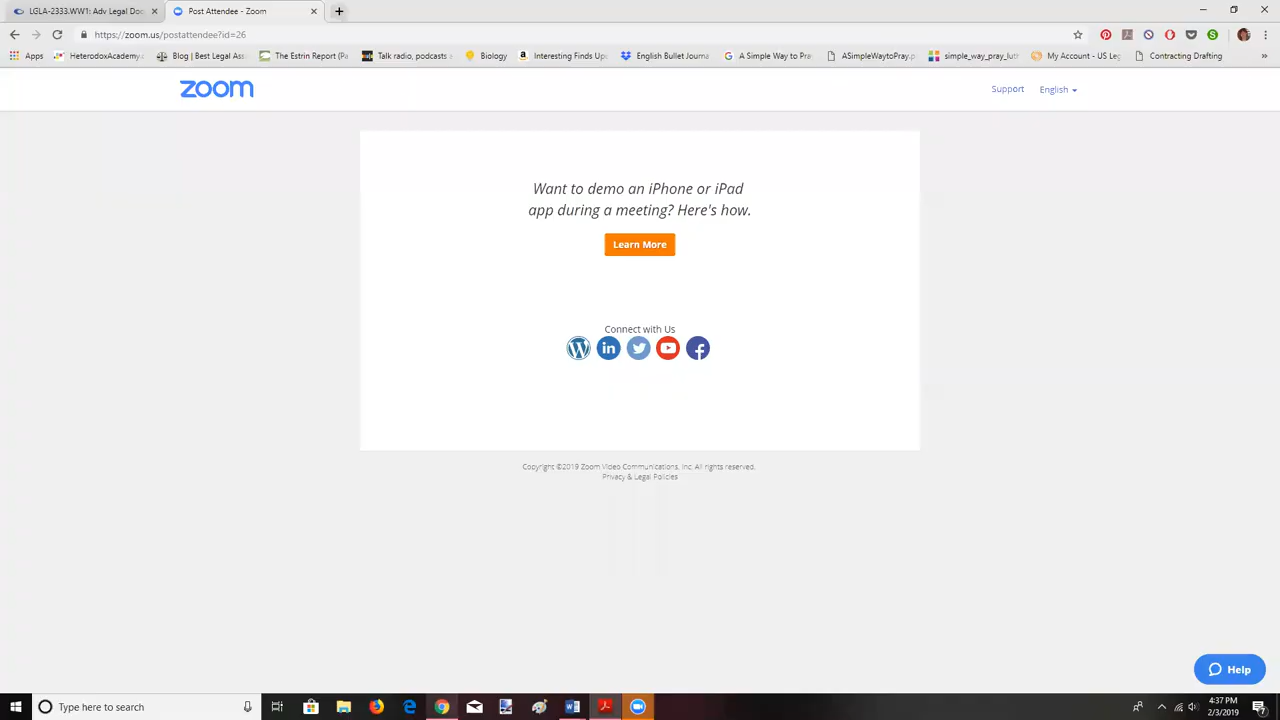 LGLA-2333.WW1: Adv Legal Doc
Post Attendee - Zoom
https://zoom.us/postattendee?id=26
Apps
HeterodoxAcademy.
Blog | Best Legal Assi
The Estrin Report (Pa
Talk radio, podcasts a
Biology
Interesting Finds Upd
English Bullet Journa
A Simple Way to Pra
ASimpleWaytoPray.p
simple_way_pray_luth
My Account - US Leg
Contracting Drafting
»
zoom
Support
English
Want to demo an iPhone or iPad
app during a meeting? Here's how.
Learn More
Connect with Us
Copyright ©2019 Zoom Video Communications, Inc. All rights reserved.
Privacy & Legal Policies
Help
Type here to search
4:37 PM
2/3/2019